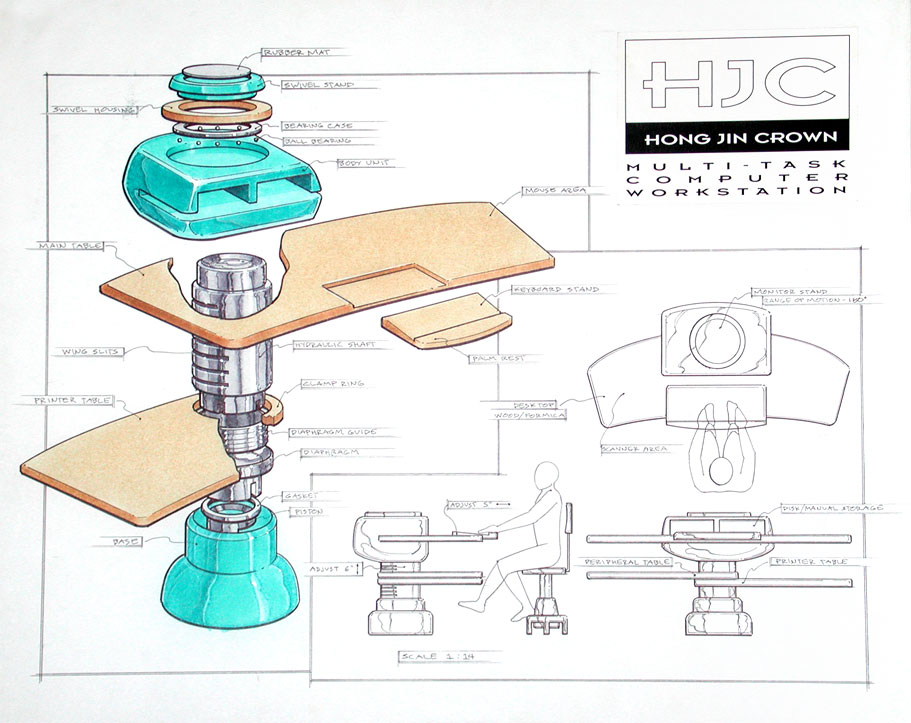 RUBBER MAT
SWIVEL STAND
SWIVEL HOUSING
BEARING CASE
BALL BEARING
BODY UNIT
HJC
HONG JIN CROWN
MULTI-TASK
COMPUTER
WORKSTATION
MOUSE AREA
MAIN TABLE
KEYBOARD STAND
MONITOR STAND
RANGE OF MOTION - 180°
WING SLITS
HYDRAULIC SHAFT
PALM REST
CLAMP RING
PRINTER TABLE
DESKTOP
WOOD/FORMICA
DIAPHRAGM GUIDE
DIAPHRAGM
SCANNER AREA
GASKET
PISTON
BASE
ADJUST 5"
DISK/MANUAL STORAGE
ADJUST 6"
PERIPHERAL TABLE
PRINTER TABLE
SCALE 1:14